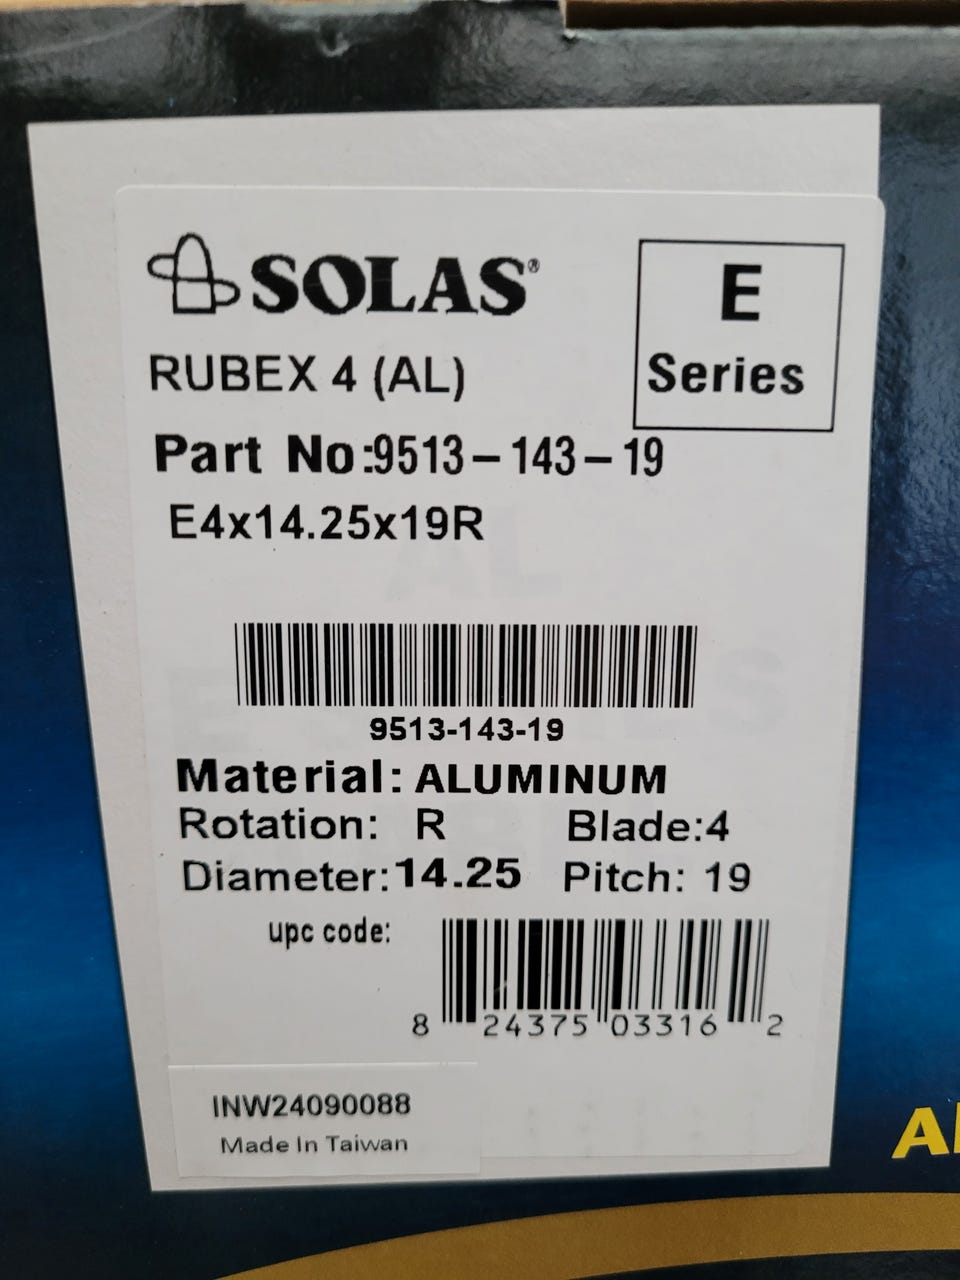 SOLAS®
E
Series
RUBEX 4 (AL)
Part No:9513-143-19
E4x14.25x19R
9513-143-19
Material: ALUMINUM
Rotation: R Blade:4
Diameter:14.25 Pitch: 19
upc code:
8 24375 03316 2
INW24090088
Made In Taiwan